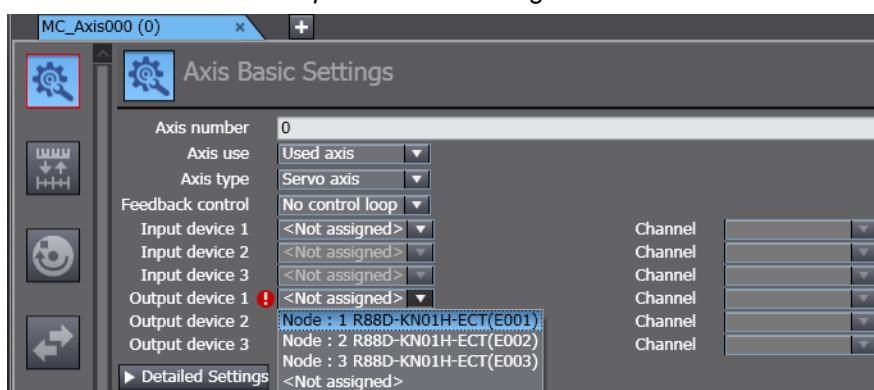 MC_Axis000 (0) × +
Axis Basic Settings
Axis number 0
Axis use Used axis
Axis type Servo axis
Feedback control No control loop
Input device 1 <Not assigned> Channel
Input device 2 <Not assigned> Channel
Input device 3 <Not assigned> Channel
Output device 1 <Not assigned> Channel
Output device 2 Node : 1 R88D-KN01H-ECT(E001) Channel
Node : 2 R88D-KN01H-ECT(E002)
Output device 3 Channel
Node : 3 R88D-KN01H-ECT(E003)
Detailed Settings <Not assigned>